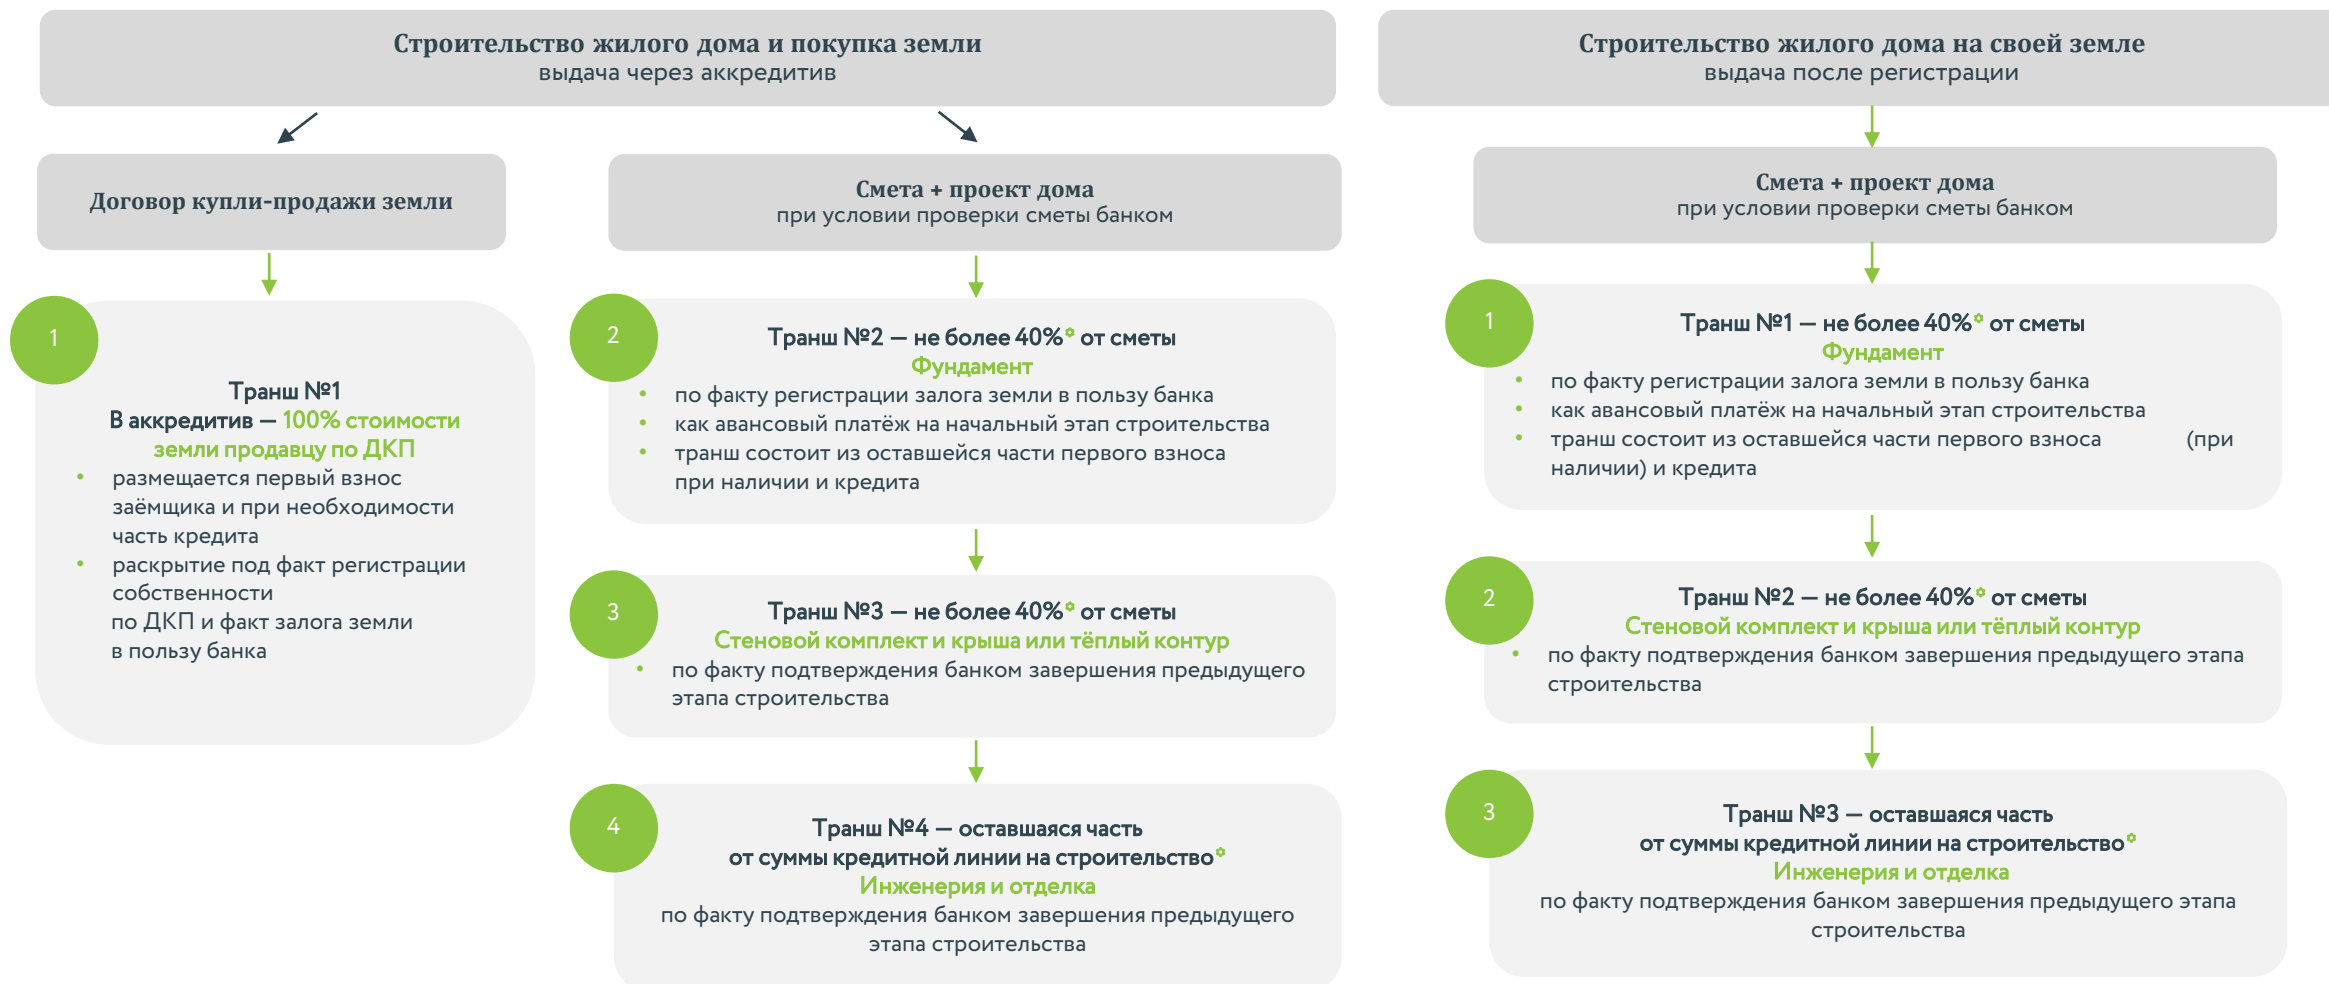 Строительство жилого дома и покупка земли
выдача через аккредитив
Договор купли-продажи земли
1
Транш №1
В аккредитив — 100% стоимости
земли продавцу по ДКП
• размещается первый взнос
заёмщика и при необходимости
часть кредита
• раскрытие под факт регистрации
собственности
по ДКП и факт залога земли
в пользу банка
Смета + проект дома
при условии проверки сметы банком
2
Транш №2 — не более 40%* от сметы
Фундамент
• по факту регистрации залога земли в пользу банка
• как авансовый платёж на начальный этап строительства
• транш состоит из оставшейся части первого взноса
при наличии и кредита
3
Транш №3 — не более 40%* от сметы
Стеновой комплект и крыша или тёплый контур
• по факту подтверждения банком завершения предыдущего
этапа строительства
4
Транш №4 — оставшаяся часть
от суммы кредитной линии на строительство*
Инженерия и отделка
по факту подтверждения банком завершения предыдущего
этапа строительства
Строительство жилого дома на своей земле
выдача после регистрации
Смета + проект дома
при условии проверки сметы банком
1
Транш №1 — не более 40%* от сметы
Фундамент
• по факту регистрации залога земли в пользу банка
• как авансовый платёж на начальный этап строительства
• транш состоит из оставшейся части первого взноса (при
наличии) и кредита
2
Транш №2 — не более 40%* от сметы
Стеновой комплект и крыша или тёплый контур
• по факту подтверждения банком завершения предыдущего этапа
строительства
3
Транш №3 — оставшаяся часть
от суммы кредитной линии на строительство*
Инженерия и отделка
по факту подтверждения банком завершения предыдущего этапа
строительства